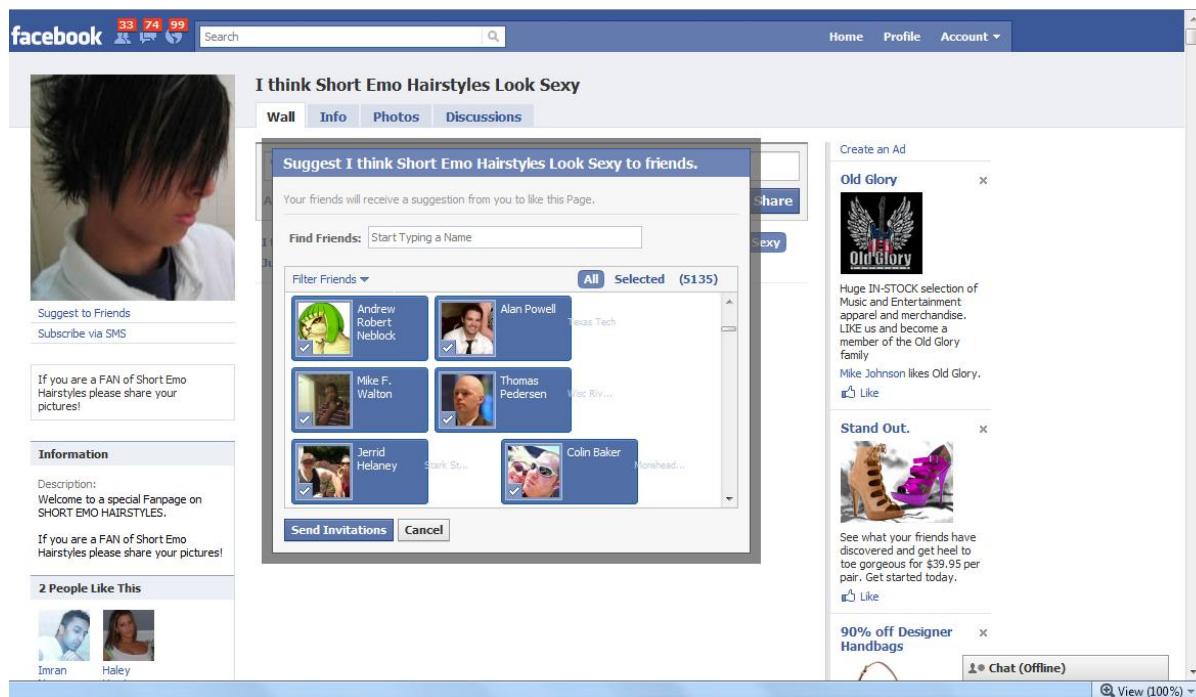 facebook
33 74 99
Search
Home Profile Account
I think Short Emo Hairstyles Look Sexy
Wall Info Photos Discussions
Suggest I think Short Emo Hairstyles Look Sexy to friends.
Your friends will receive a suggestion from you to like this Page.
Share
Find Friends: Start Typing a Name
Sexy
Filter Friends All Selected (5135)
Andrew
Robert
Neblock
Alan Powell
Texas Tech
Mike F.
Walton
Thomas
Pedersen
Wisc Riv...
Jerrid
Helaney
Stark St...
Colin Baker
Morehead...
Send Invitations Cancel
Suggest to Friends
Subscribe via SMS
If you are a FAN of Short Emo
Hairstyles please share your
pictures!
Information
Description:
Welcome to a special Fanpage on
SHORT EMO HAIRSTYLES.
If you are a FAN of Short Emo
Hairstyles please share your pictures!
2 People Like This
Imran
Haley
Create an Ad
Old Glory
Old Glory
Huge IN-STOCK selection of
Music and Entertainment
apparel and merchandise.
LIKE us and become a
member of the Old Glory
family
Mike Johnson likes Old Glory.
Like
Stand Out.
See what your friends have
discovered and get heel to
toe gorgeous for $39.95 per
pair. Get started today.
Like
90% off Designer
Handbags
Chat (Offline)
View (100%)